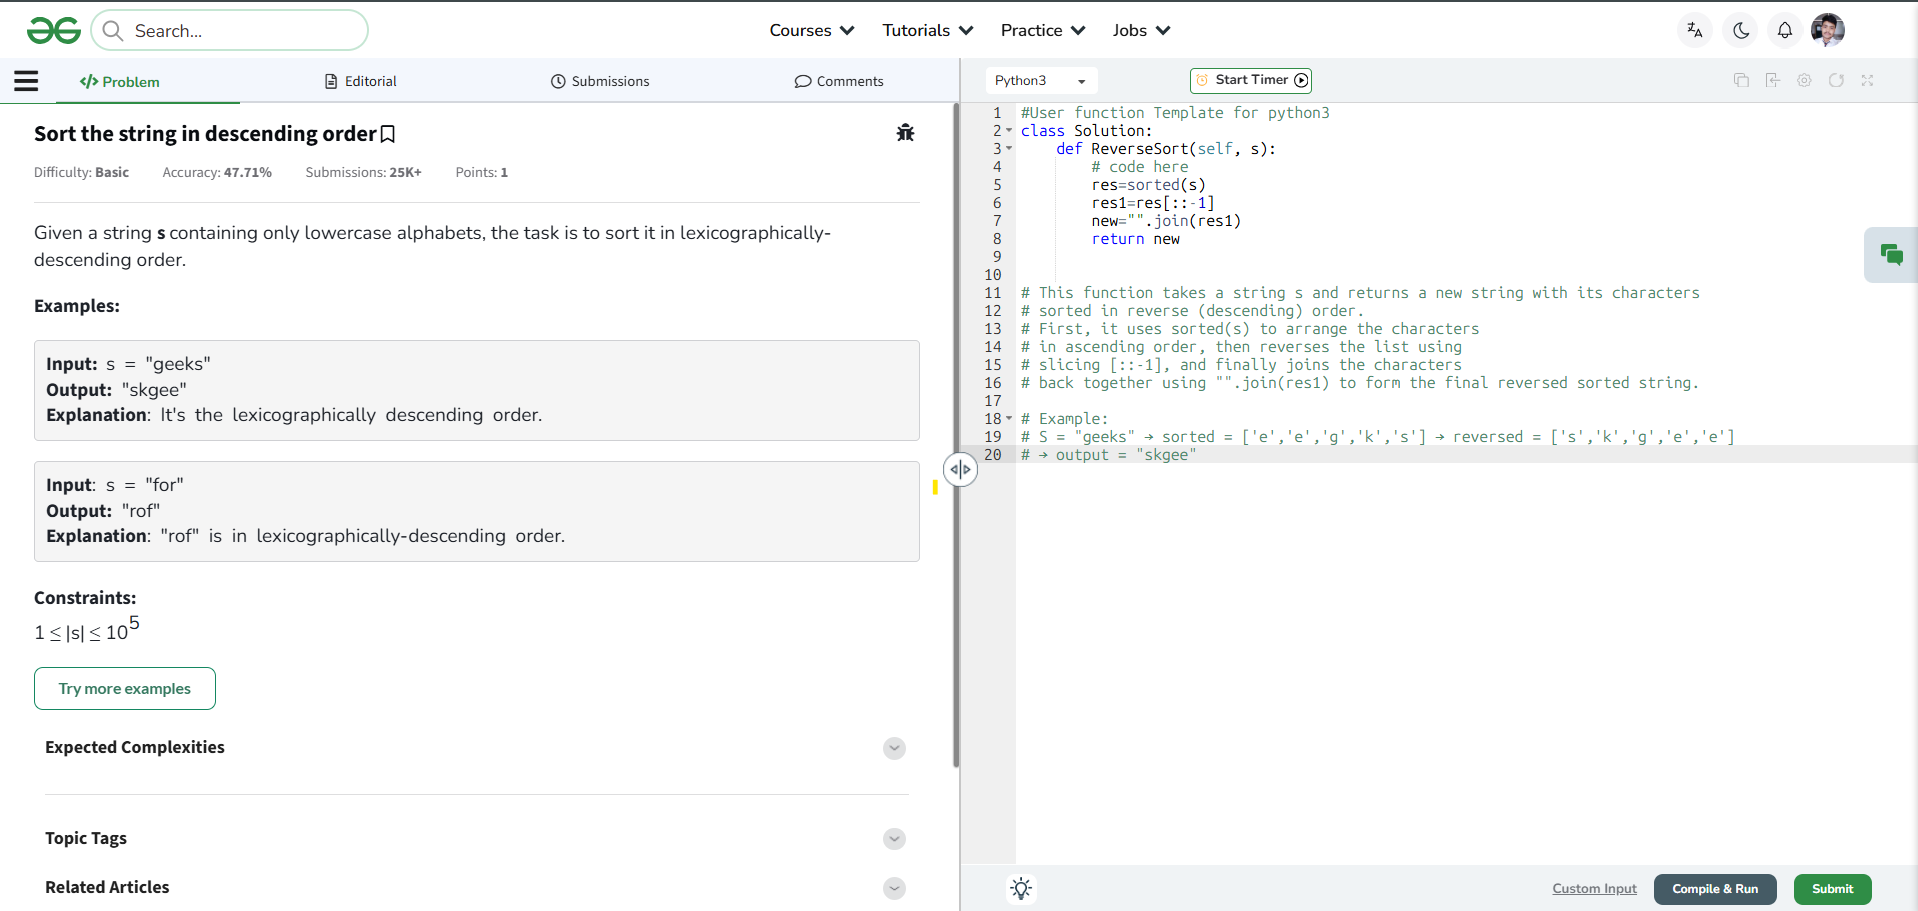 Search...
Courses
Tutorials
Practice
Jobs
Problem
Editorial
Submissions
Comments
Python3
Start Timer
Sort the string in descending order
Difficulty: Basic Accuracy: 47.71% Submissions: 25K+ Points: 1
Given a string s containing only lowercase alphabets, the task is to sort it in lexicographically-
descending order.
Examples:
Input: s = "geeks"
Output: "skgee"
Explanation: It's the lexicographically descending order.
Input: s = "for"
Output: "rof"
Explanation: "rof" is in lexicographically-descending order.
Constraints:
1 ≤ |s| ≤ 10^5
Try more examples
Expected Complexities
Topic Tags
Related Articles
1 #User function Template for python3
2 class Solution:
3     def ReverseSort(self, s):
4         # code here
5         res=sorted(s)
6         res1=res[::-1]
7         new="".join(res1)
8         return new
9
10
11 # This function takes a string s and returns a new string with its characters
12 # sorted in reverse (descending) order.
13 # First, it uses sorted(s) to arrange the characters
14 # in ascending order, then reverses the list using
15 # slicing [::-1], and finally joins the characters
16 # back together using "".join(res1) to form the final reversed sorted string.
17
18 # Example:
19 # S = "geeks" → sorted = ['e','e','g','k','s'] → reversed = ['s','k','g','e','e']
20 # → output = "skgee"
Custom Input
Compile & Run
Submit